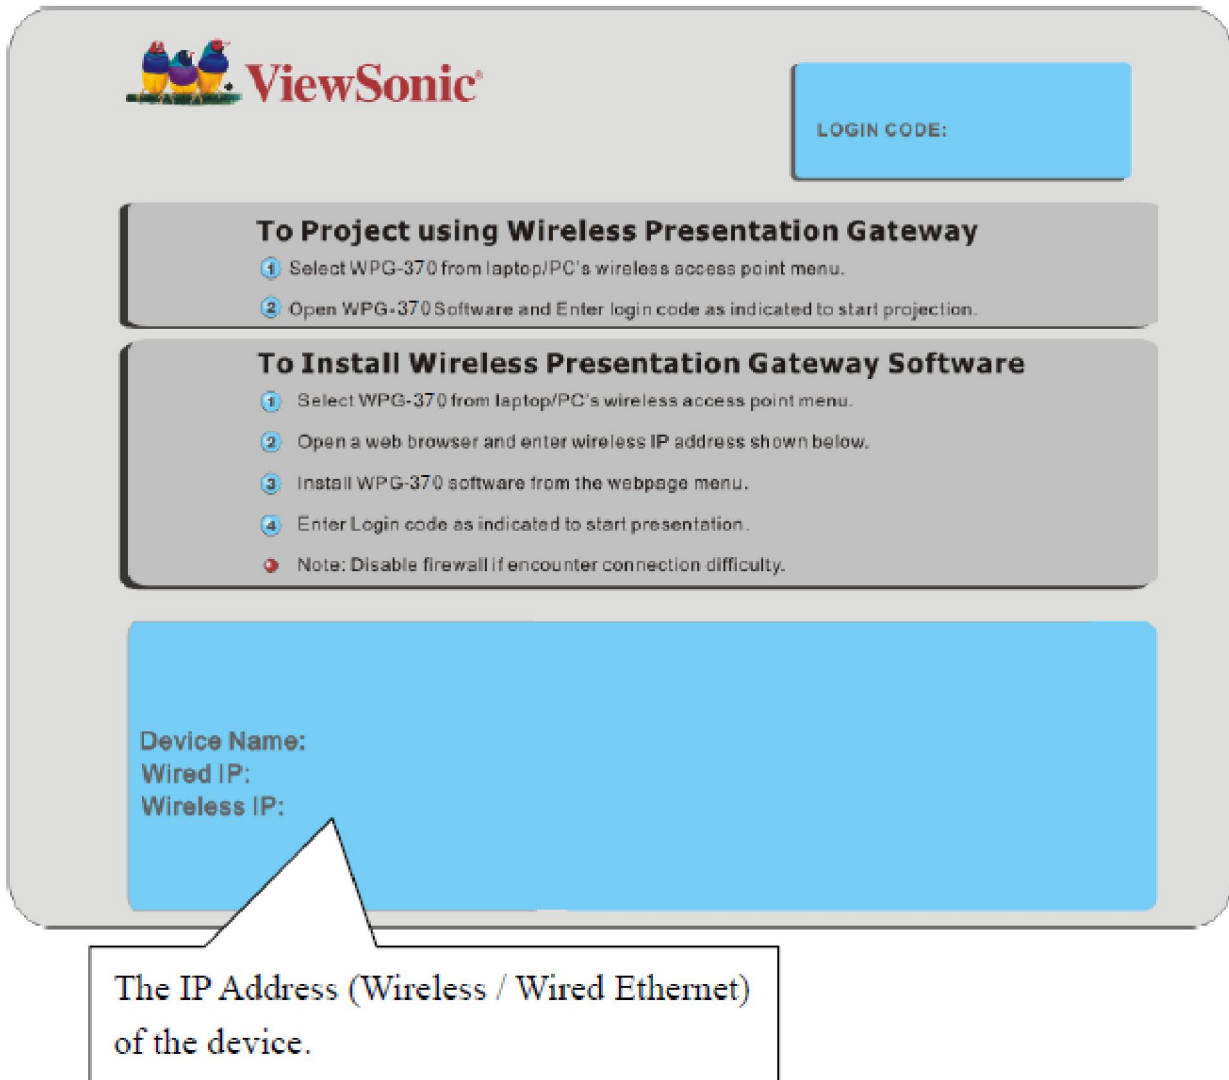 ViewSonic®
LOGIN CODE:
To Project using Wireless Presentation Gateway
1 Select WPG-370 from laptop/PC's wireless access point menu.
2 Open WPG-370 Software and Enter login code as indicated to start projection.
To Install Wireless Presentation Gateway Software
1 Select WPG-370 from laptop/PC's wireless access point menu.
2 Open a web browser and enter wireless IP address shown below.
3 Install WPG-370 software from the webpage menu.
4 Enter Login code as indicated to start presentation.
Note: Disable firewall if encounter connection difficulty.
Device Name:
Wired IP:
Wireless IP:
The IP Address (Wireless / Wired Ethernet)
of the device.